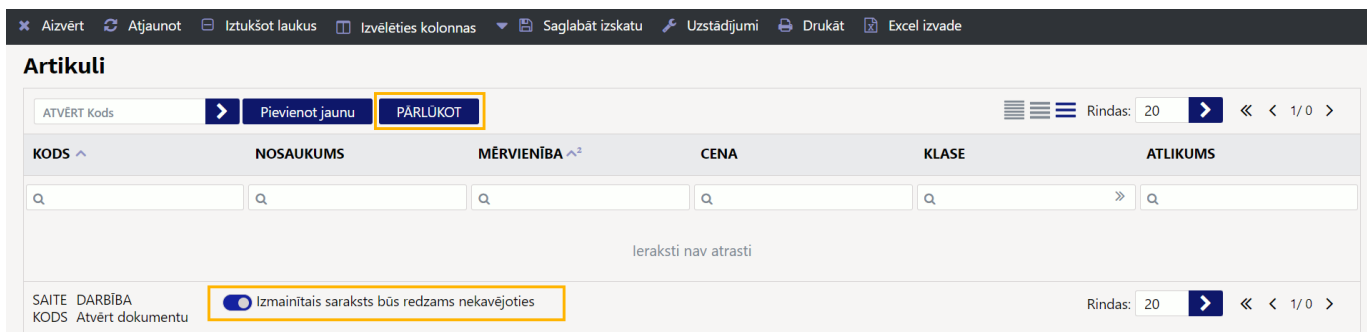 Aizvērt Atjaunot Iztukšot laukus Izvēlēties kolonnas Saglabāt izskatu Uzstādījumi Drukāt Excel izvade
Artikuli
ATVĒRT Kods Pievienot jaunu PĀRLŪKOT Rindas: 20 1/ 0
KODS NOSAUKUMS MĒRVIENĪBA 2 CENA KLASE ATLIKUMS
Ieraksti nav atrasti
SAITE DARBĪBA Izmainītais saraksts būs redzams nekavējoties Rindas: 20 1/ 0
KODS Atvērt dokumentu